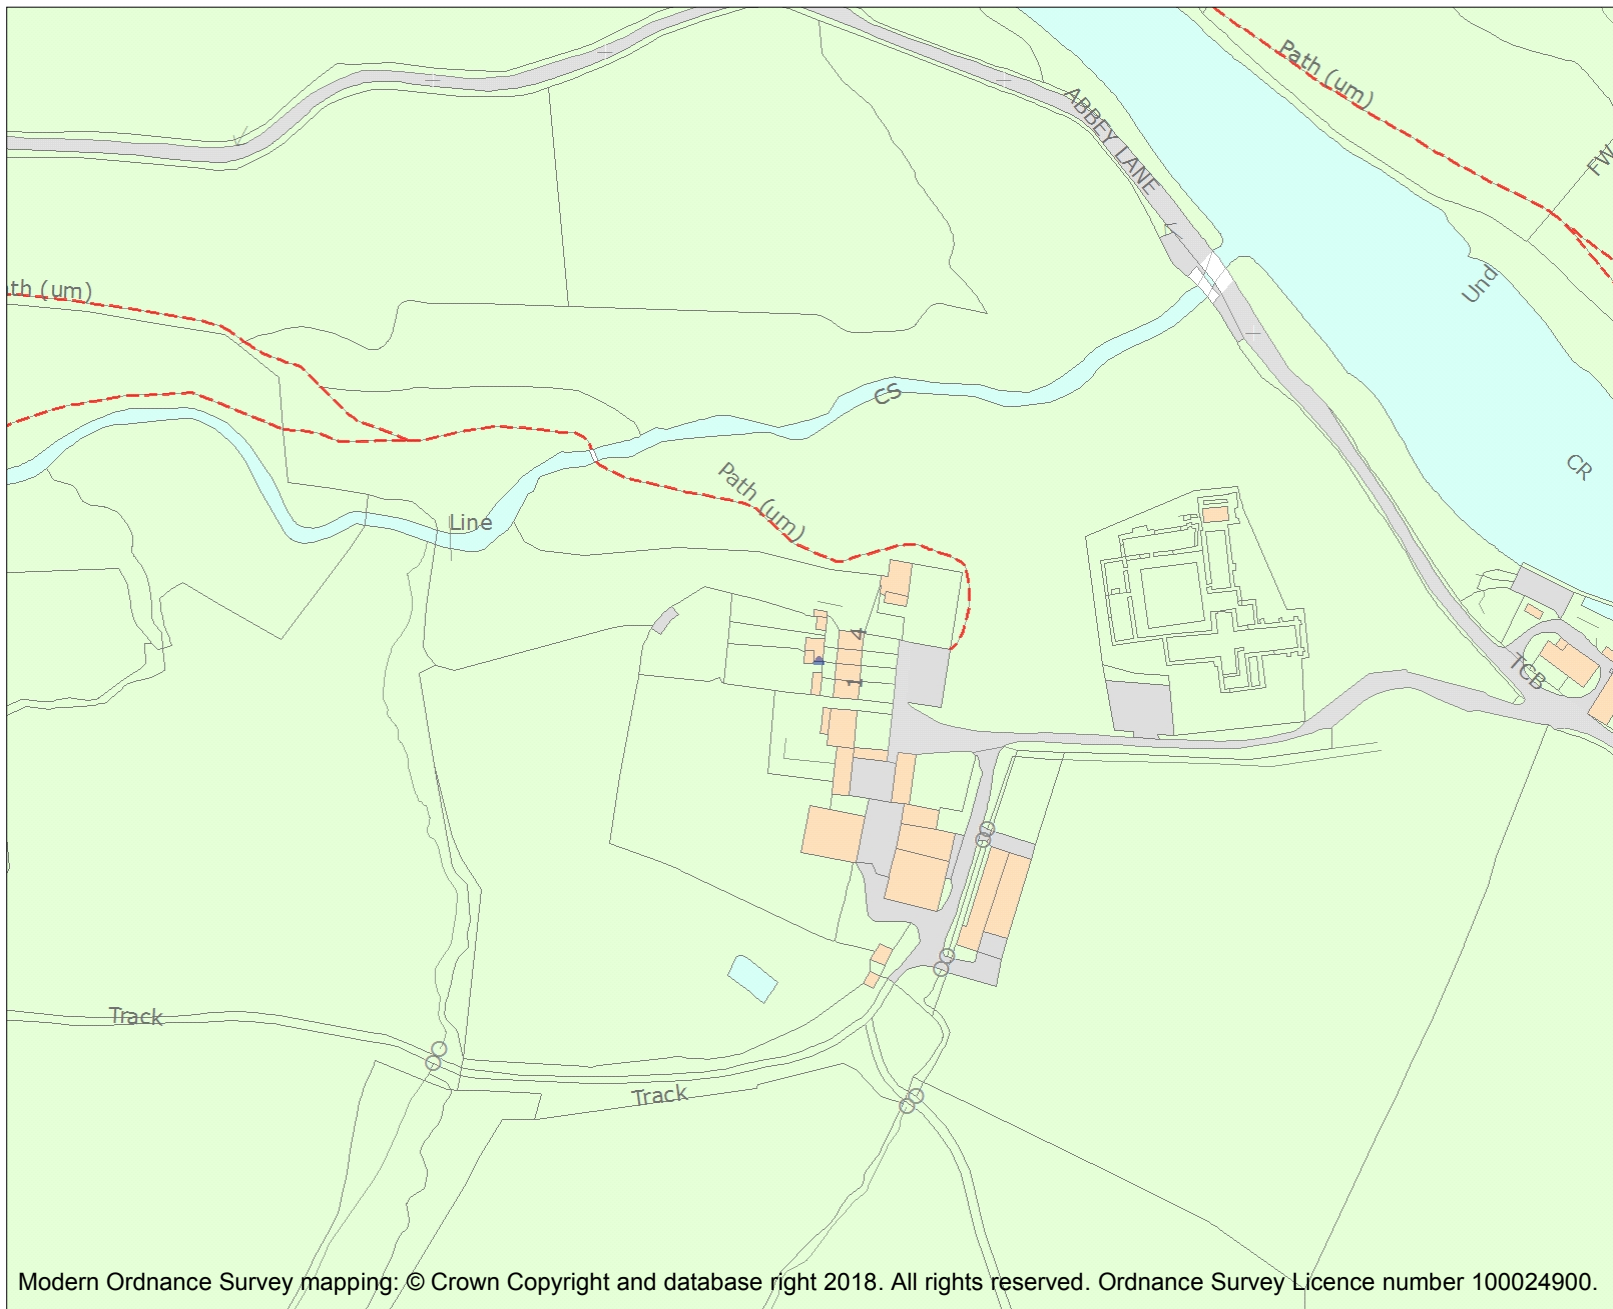 Path (um)
ABBEY LANE
FW
th (um)
Und
CS
CR
Path (um)
Line
4
1
TCB
Track
Track
Modern Ordnance Survey mapping: © Crown Copyright and database right 2018. All rights reserved. Ordnance Survey Licence number 100024900.